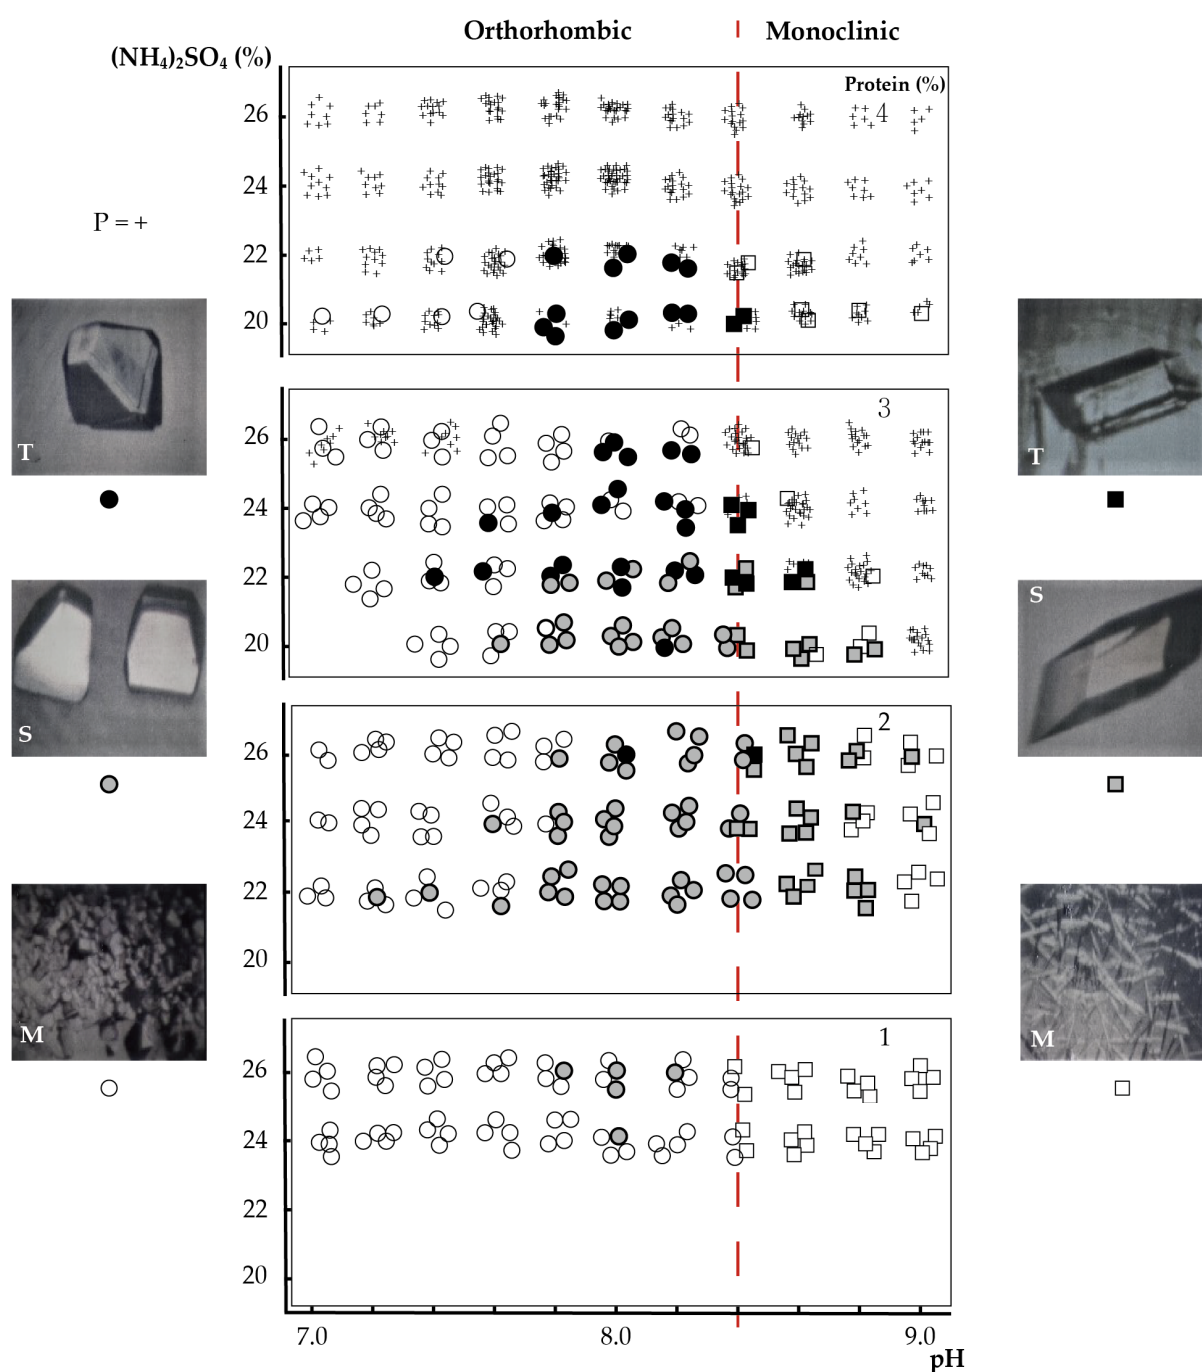 Orthorhombic
Monoclinic
(NH₄)₂SO₄ (%)
Protein (%)
4
26
24
22
20
P = +
T
T
3
26
24
22
20
S
S
2
26
24
22
20
M
M
1
26
24
22
20
7.0
8.0
9.0
pH